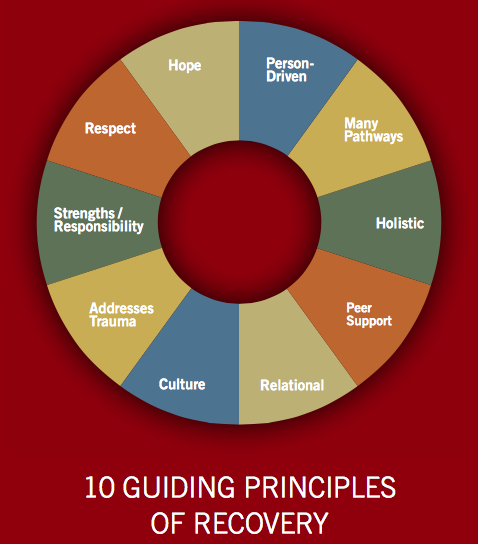 Hope
Person-
Driven
Many
Pathways
Holistic
Peer
Support
Relational
Culture
Addresses
Trauma
Strengths /
Responsibility
Respect
10 GUIDING PRINCIPLES
OF RECOVERY